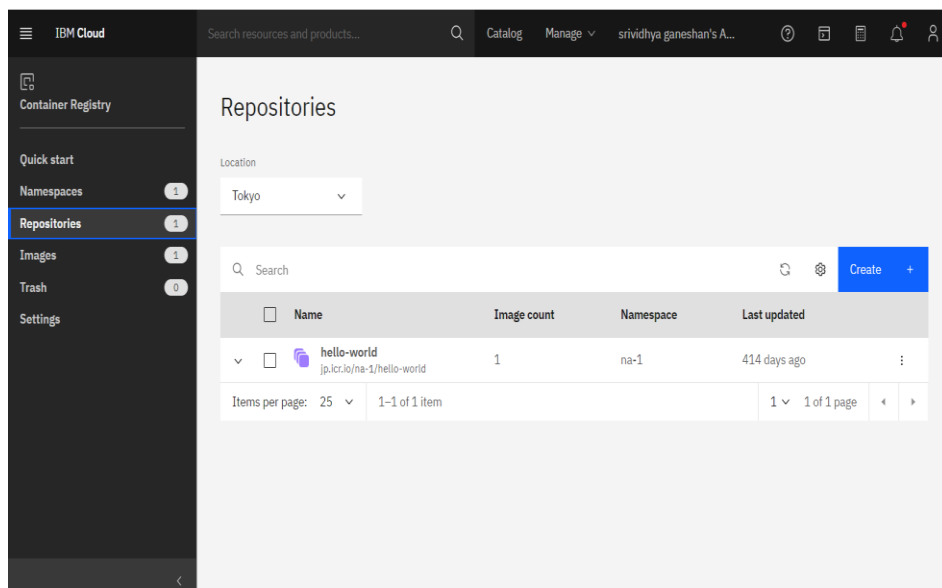 IBM Cloud
Search resources and products...
Catalog
Manage
srividhya ganeshan's A...
Container Registry
Quick start
Namespaces 1
Repositories 1
Images 1
Trash 0
Settings
Repositories
Location
Tokyo
Search
Create +
Name Image count Namespace Last updated
hello-world
jp.icr.io/na-1/hello-world
1 na-1 414 days ago
Items per page: 25 1–1 of 1 item 1 1 of 1 page